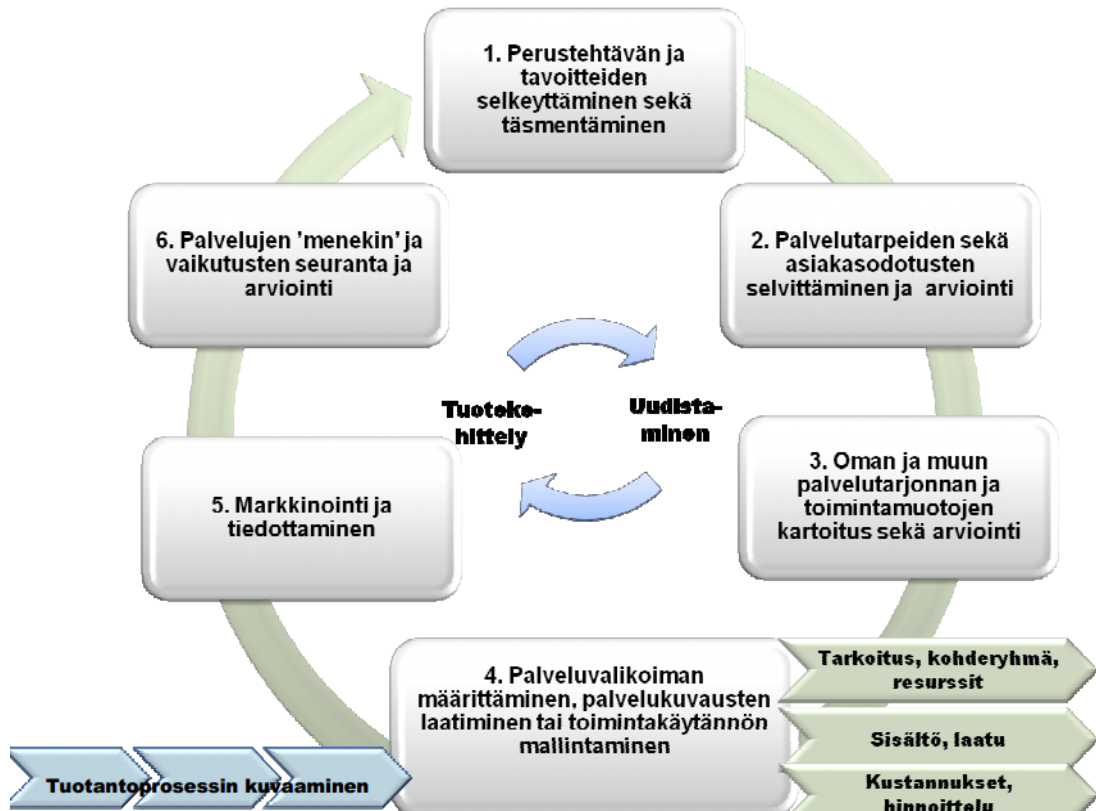 1. Perustehtävän ja
tavoitteiden
selkeyttäminen sekä
täsmentäminen
2. Palvelutarpeiden sekä
asiakasodotusten
selvittäminen ja arviointi
3. Oman ja muun
palvelutarjonnan ja
toimintamuotojen
kartoitus sekä arviointi
4. Palveluvalikoiman
määrittäminen, palvelukuvausten
laatiminen tai toimintakäytännön
mallintaminen
Tarkoitus, kohderyhmä,
resurssit
Sisältö, laatu
Kustannukset,
hinnoittelu
Tuotantoprosessin kuvaaminen
5. Markkinointi ja
tiedottaminen
6. Palvelujen ’menekin’ ja
vaikutusten seuranta ja
arviointi
Tuoteke-
hittely
Uudista-
minen